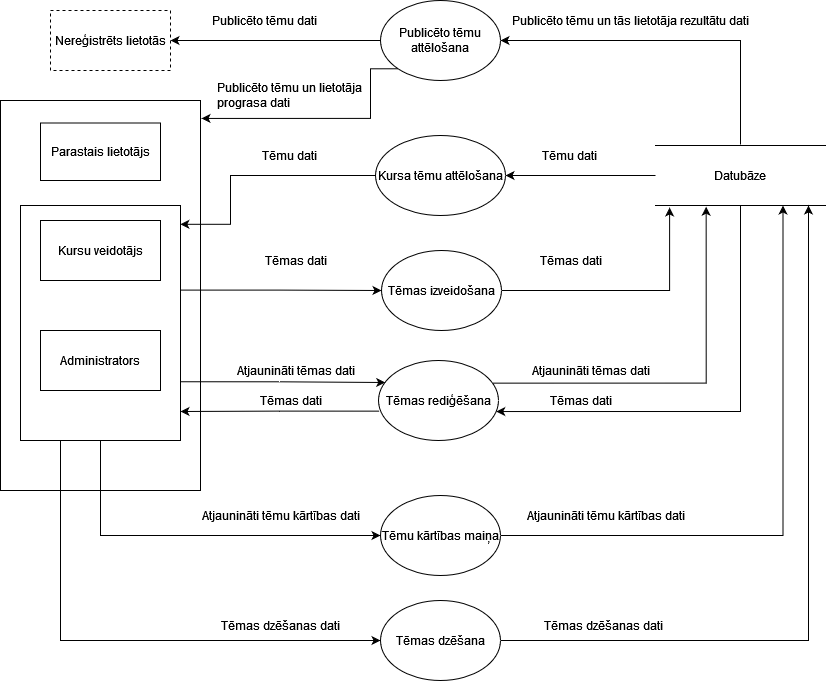 Publicēto tēmu dati
Publicēto tēmu un tās lietotāja rezultātu dati
Nereģistrēts lietotās
Publicēto tēmu
attēlošana
Publicēto tēmu un lietotāja
prograsa dati
Parastais lietotājs
Tēmu dati
Tēmu dati
Kursa tēmu attēlošana
Datubāze
Kursu veidotājs
Tēmas dati
Tēmas dati
Tēmas izveidošana
Administrators
Atjaunināti tēmas dati
Atjaunināti tēmas dati
Tēmas rediģēšana
Tēmas dati
Tēmas dati
Atjaunināti tēmu kārtības dati
Atjaunināti tēmu kārtības dati
Tēmu kārtības maiņa
Tēmas dzēšanas dati
Tēmas dzēšanas dati
Tēmas dzēšana